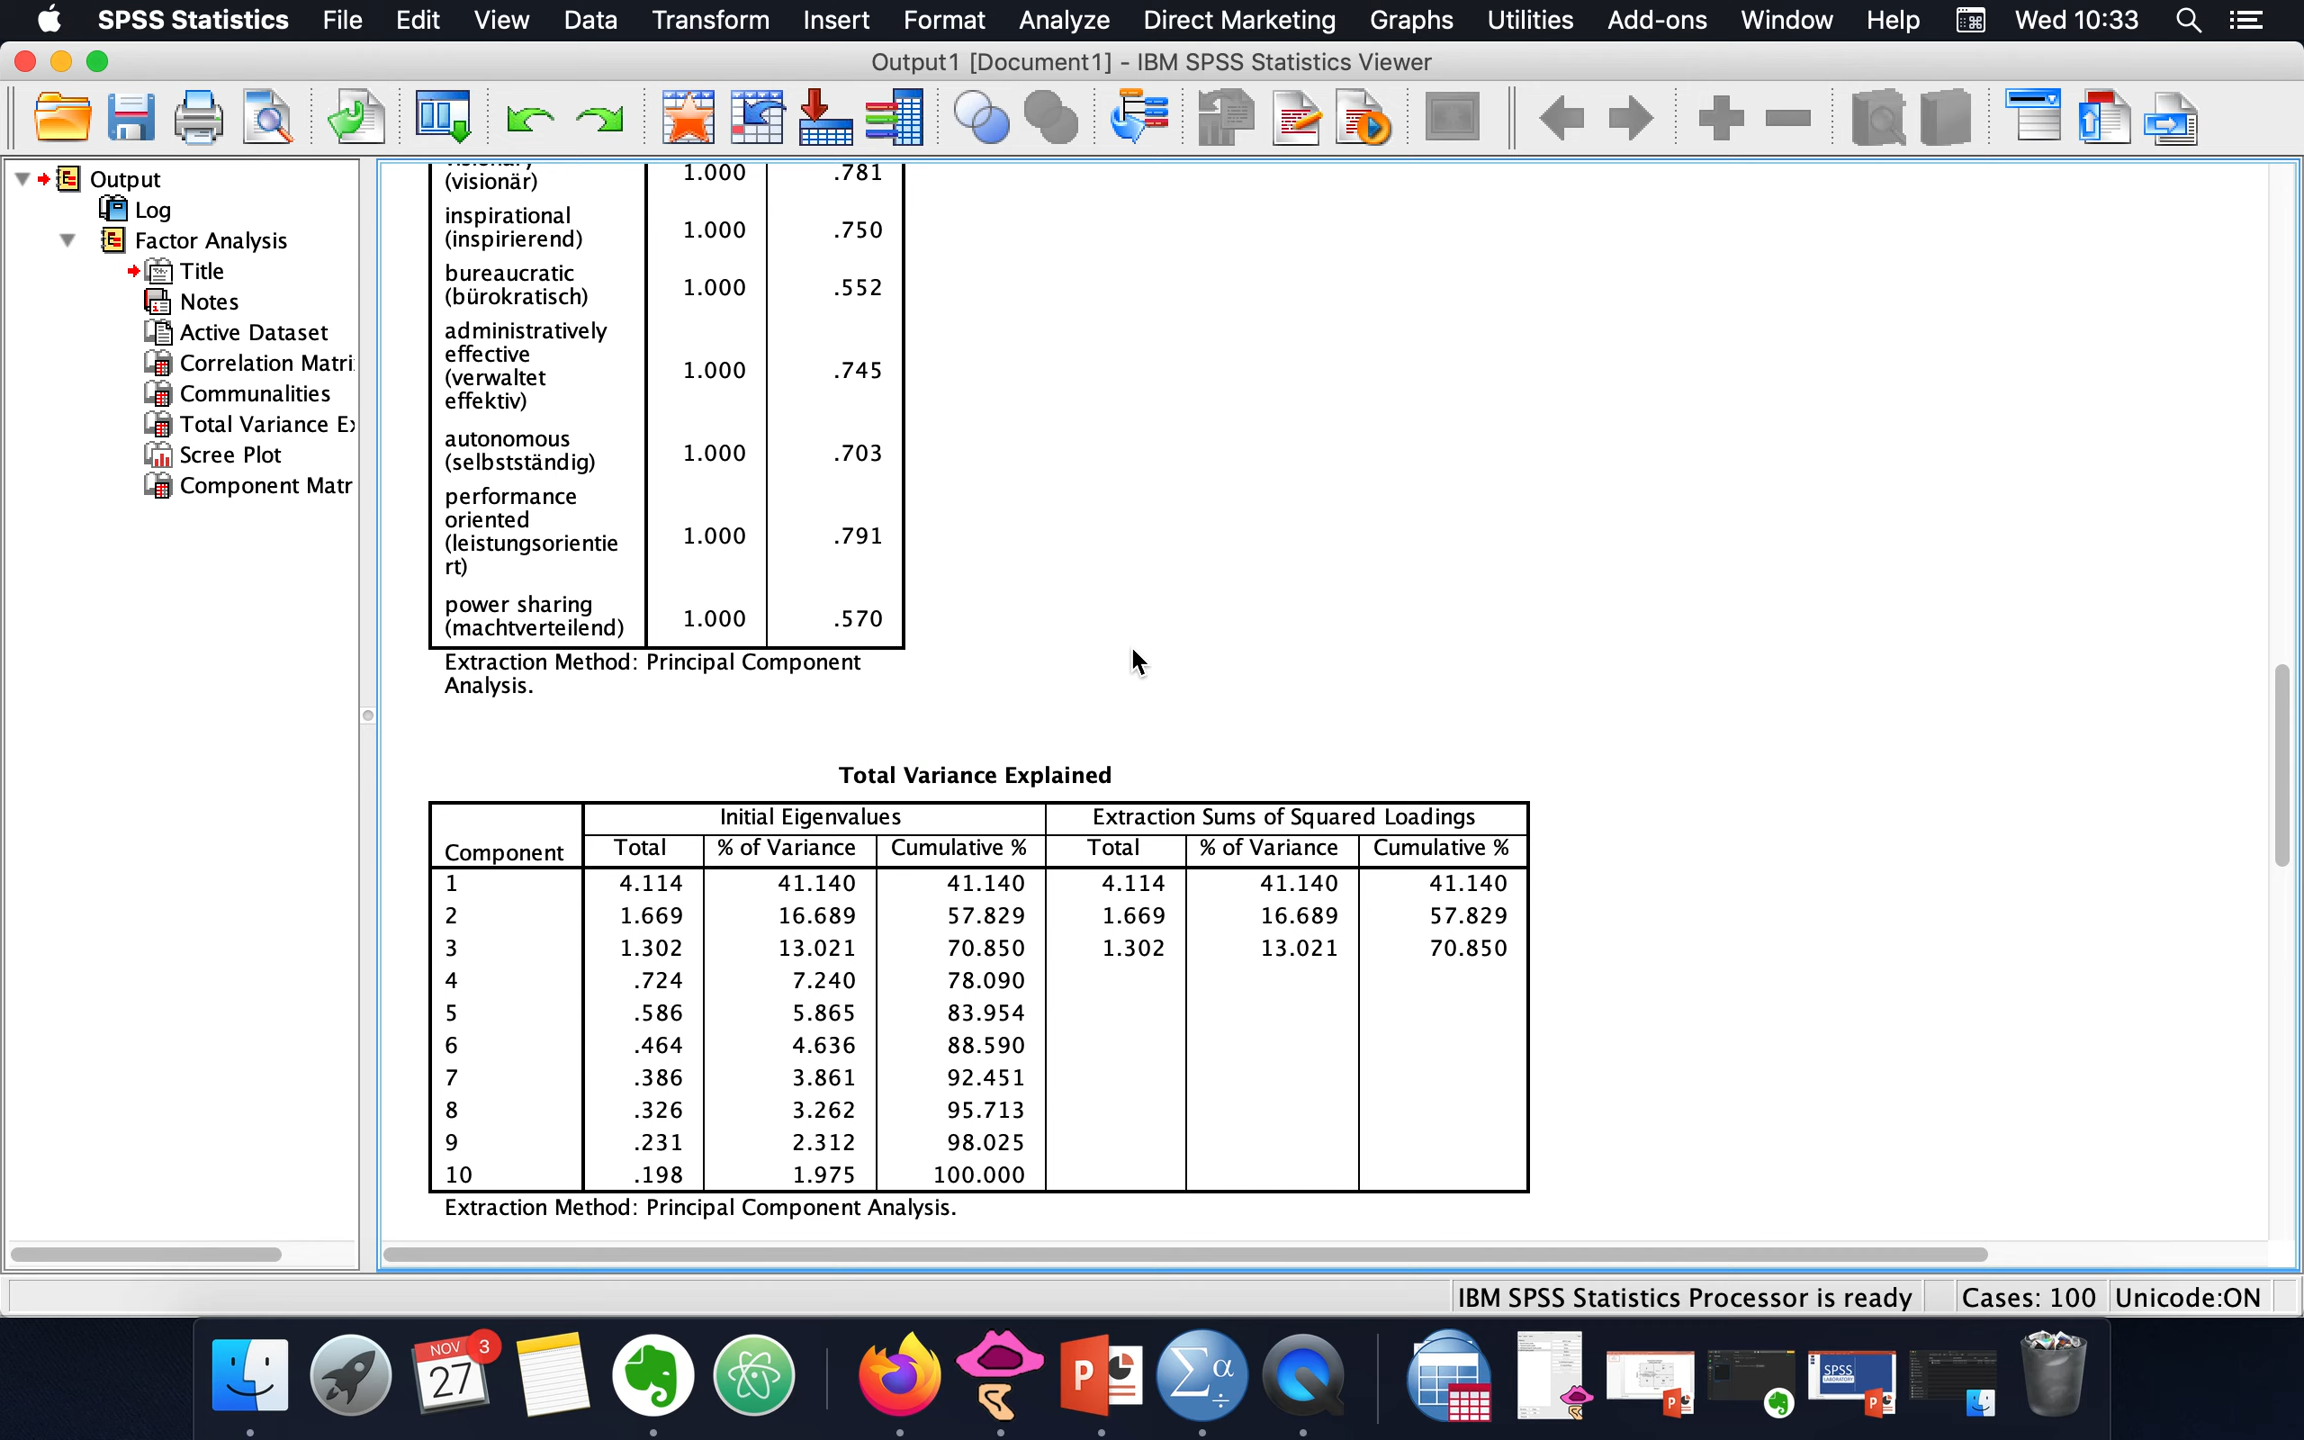 SPSS Statistics File Edit View Data Transform Insert Format Analyze Direct Marketing Graphs Utilities Add-ons Window Help Wed 10:33
Output1 [Document1] - IBM SPSS Statistics Viewer
Output
Log
Factor Analysis
Title
Notes
Active Dataset
Correlation Matri
Communalities
Total Variance E
Scree Plot
Component Matr
(visionär) 1.000 .781
inspirational
(inspirierend) 1.000 .750
bureaucratic
(bürokratisch) 1.000 .552
administratively
effective
(verwaltet
effektiv) 1.000 .745
autonomous
(selbstständig) 1.000 .703
performance
oriented
(leistungsorientie
rt) 1.000 .791
power sharing
(machtverteilend) 1.000 .570
Extraction Method: Principal Component
Analysis.
Total Variance Explained
Initial Eigenvalues Extraction Sums of Squared Loadings
Component Total % of Variance Cumulative % Total % of Variance Cumulative %
1 4.114 41.140 41.140 4.114 41.140 41.140
2 1.669 16.689 57.829 1.669 16.689 57.829
3 1.302 13.021 70.850 1.302 13.021 70.850
4 .724 7.240 78.090
5 .586 5.865 83.954
6 .464 4.636 88.590
7 .386 3.861 92.451
8 .326 3.262 95.713
9 .231 2.312 98.025
10 .198 1.975 100.000
Extraction Method: Principal Component Analysis.
IBM SPSS Statistics Processor is ready Cases: 100 Unicode:ON
NOV 3
27
P
Σ α
÷
SPSS
LABORATORY